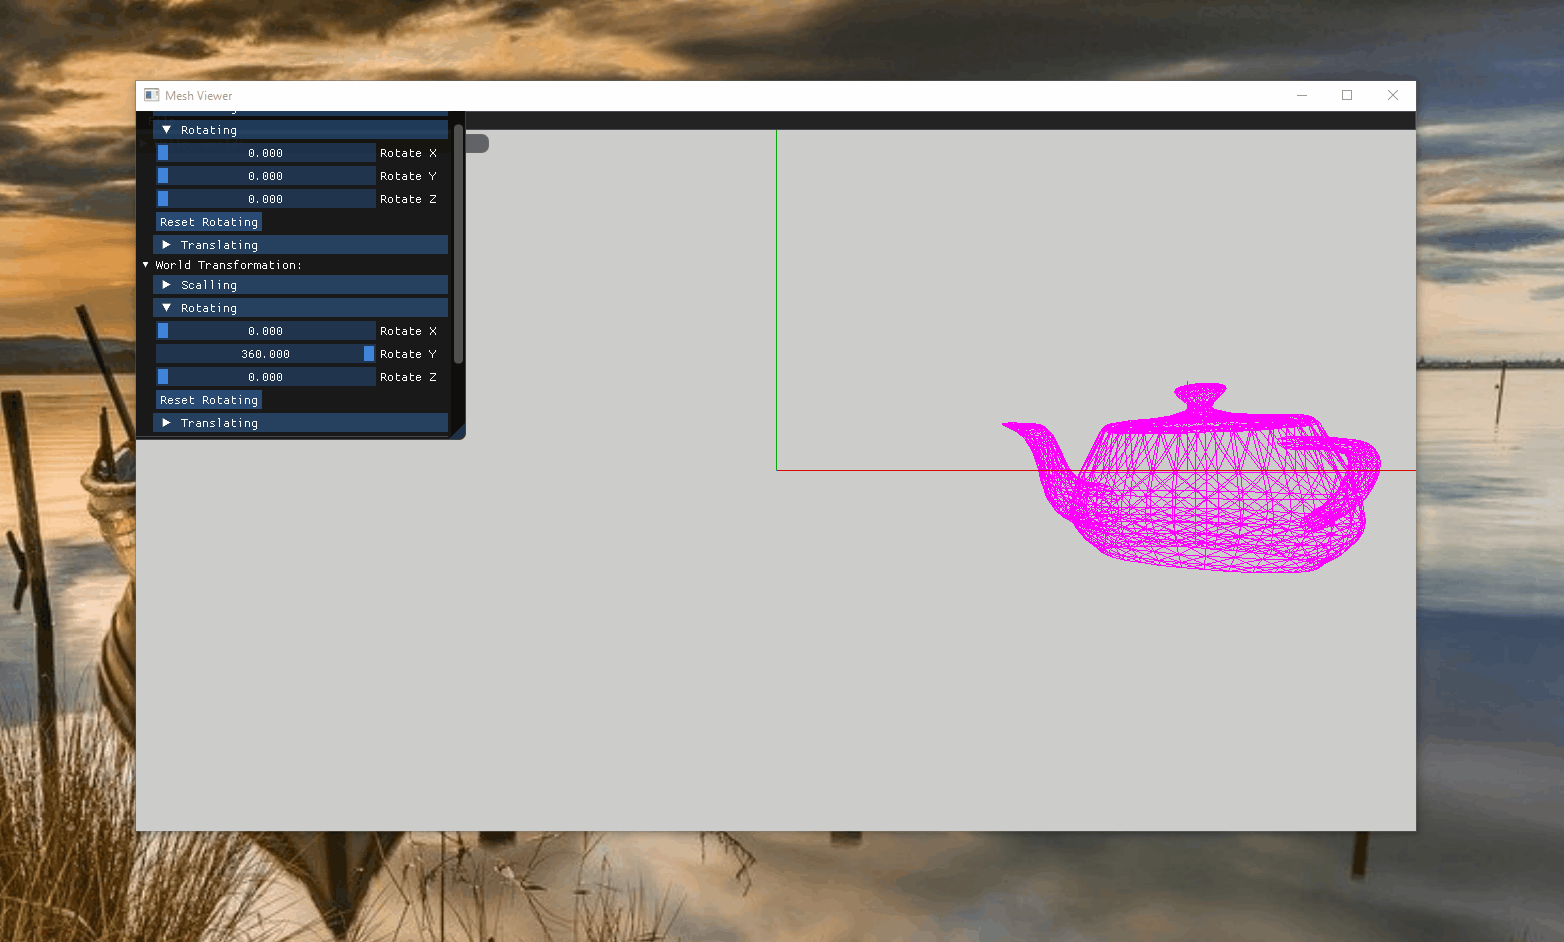 Mesh Viewer
Rotating
0.000 Rotate X
0.000 Rotate Y
0.000 Rotate Z
Reset Rotating
Translating
World Transformation:
Scalling
Rotating
0.000 Rotate X
360.000 Rotate Y
0.000 Rotate Z
Reset Rotating
Translating